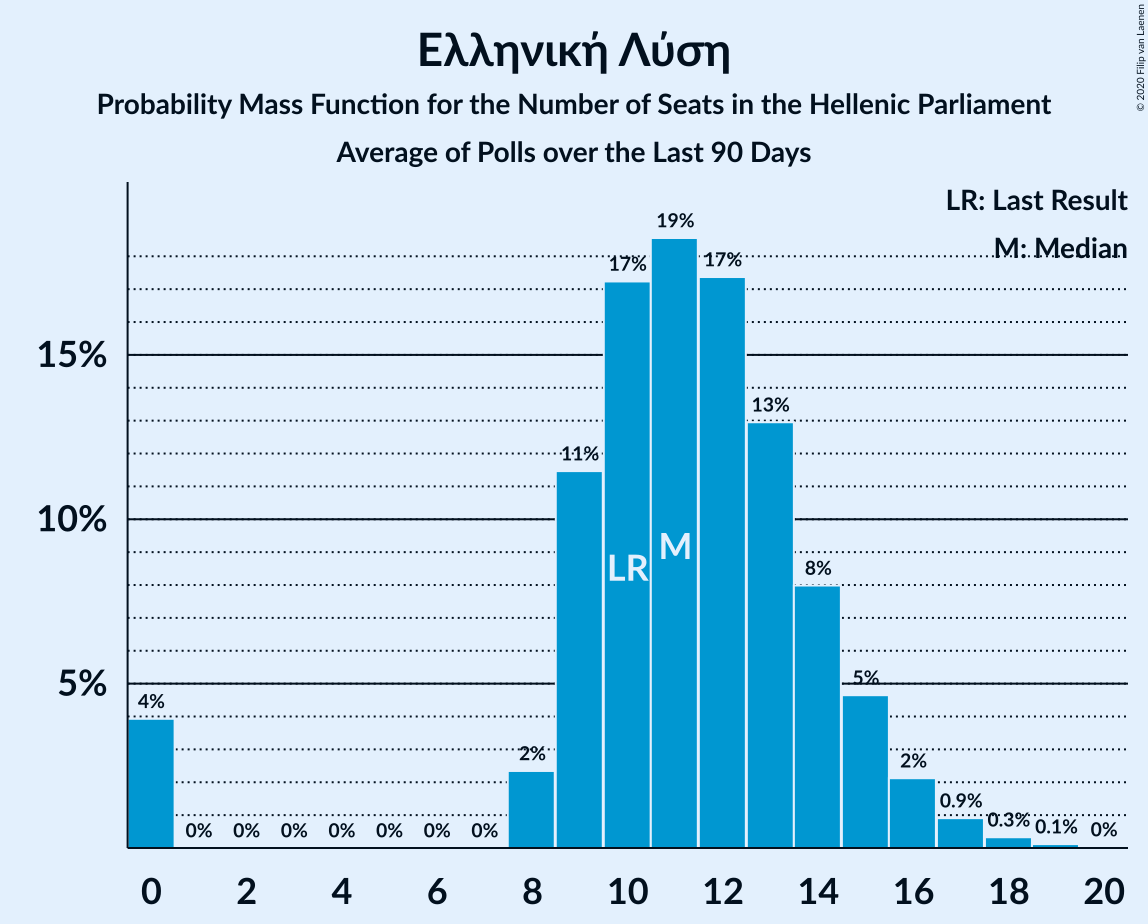 Ελληνική Λύση
Probability Mass Function for the Number of Seats in the Hellenic Parliament
Average of Polls over the Last 90 Days
© 2020 Filip van Laenen
LR: Last Result
M: Median
19%
17%
17%
15%
13%
11%
10%
M
LR
8%
5%
5%
4%
2%
2%
0.9%
0.3%
0.1%
0%
0% 0% 0% 0% 0% 0% 0%
0 2 4 6 8 10 12 14 16 18 20